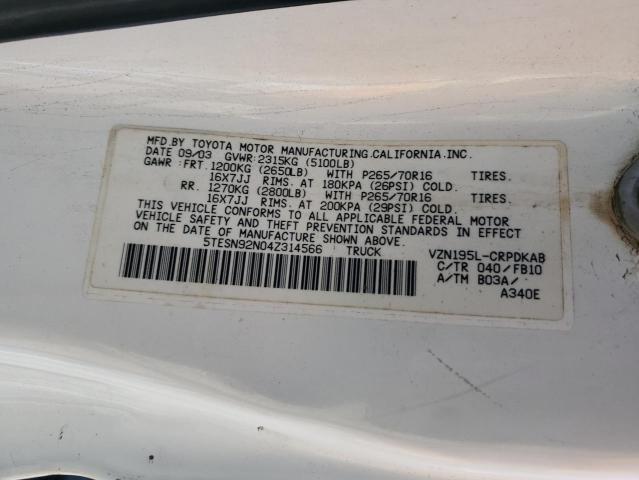 MFD.BY TOYOTA MOTOR MANUFACTURING.CALIFORNIA.INC.
DATE 09/03 GVWR:2315KG (5100LB)
GAWR:FRT.1200KG (2650LB) WITH P265/70R16 TIRES.
16X7JJ RIMS. AT 180KPA (26PSI) COLD.
RR. 1270KG (2800LB) WITH P265/70R16 TIRES.
16X7JJ RIMS. AT 200KPA (29PSI) COLD.
THIS VEHICLE CONFORMS TO ALL APPLICABLE FEDERAL MOTOR
VEHICLE SAFETY AND THEFT PREVENTION STANDARDS IN EFFECT
ON THE DATE OF MANUFACTURE SHOWN ABOVE.
5TESN92N04Z314566 TRUCK VZN195L-CRPDKAB
C/TR 040/FB10
A/TM B03A/
A340E